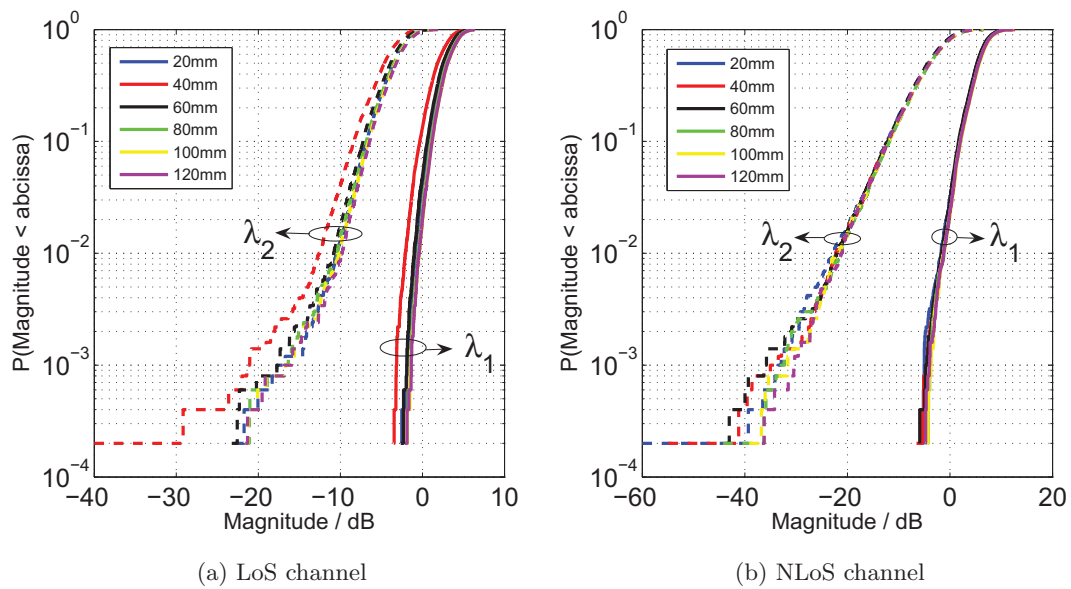 10^0
10^-1
10^-2
10^-3
10^-4
P(Magnitude < abcissa)
20mm
40mm
60mm
80mm
100mm
120mm
λ2
λ1
−40 −30 −20 −10 0 10
Magnitude / dB
(a) LoS channel
10^0
10^-1
10^-2
10^-3
10^-4
P(Magnitude < abcissa)
20mm
40mm
60mm
80mm
100mm
120mm
λ2
λ1
−60 −40 −20 0 20
Magnitude / dB
(b) NLoS channel